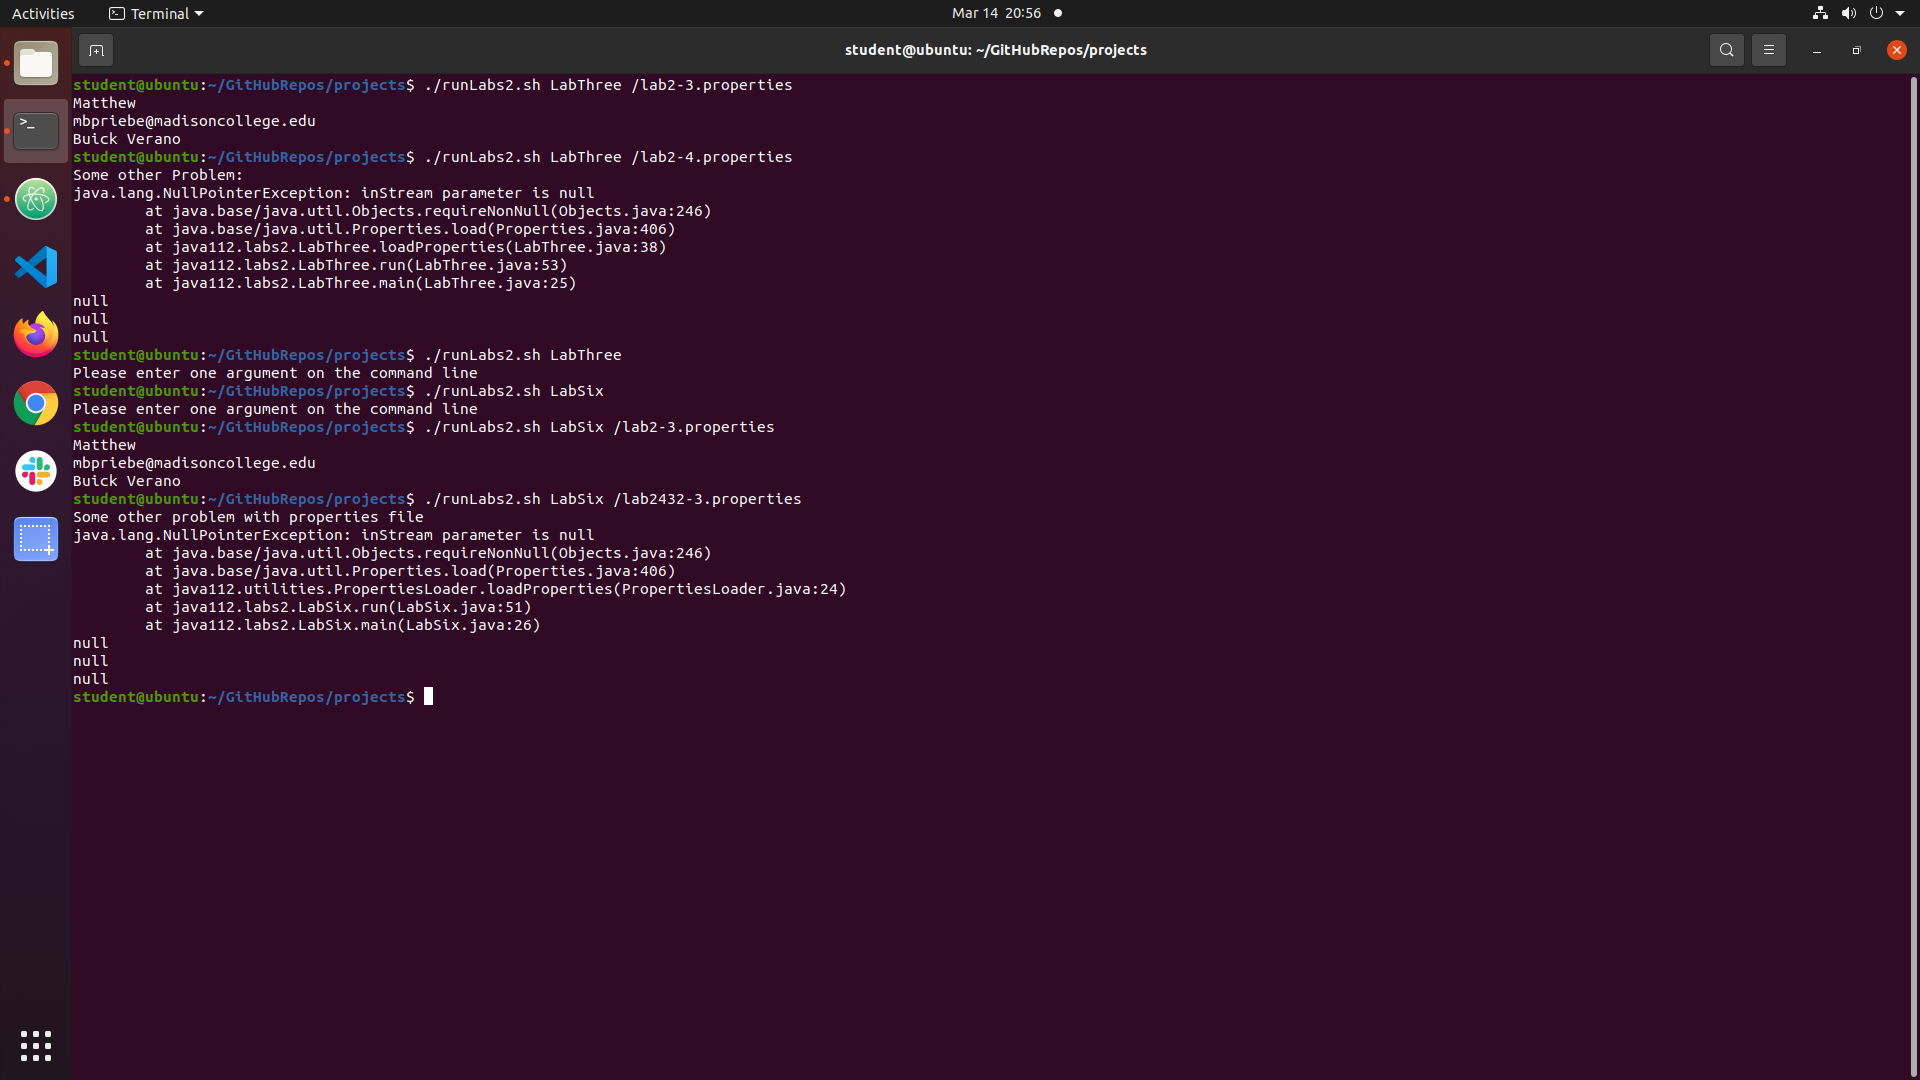 Activities
Terminal
Mar 14 20:56
student@ubuntu: ~/GitHubRepos/projects
student@ubuntu:~/GitHubRepos/projects$ ./runLabs2.sh LabThree /lab2-3.properties
Matthew
mbpriebe@madisoncollege.edu
Buick Verano
student@ubuntu:~/GitHubRepos/projects$ ./runLabs2.sh LabThree /lab2-4.properties
Some other Problem:
java.lang.NullPointerException: inStream parameter is null
        at java.base/java.util.Objects.requireNonNull(Objects.java:246)
        at java.base/java.util.Properties.load(Properties.java:406)
        at java112.labs2.LabThree.loadProperties(LabThree.java:38)
        at java112.labs2.LabThree.run(LabThree.java:53)
        at java112.labs2.LabThree.main(LabThree.java:25)
null
null
null
student@ubuntu:~/GitHubRepos/projects$ ./runLabs2.sh LabThree
Please enter one argument on the command line
student@ubuntu:~/GitHubRepos/projects$ ./runLabs2.sh LabSix
Please enter one argument on the command line
student@ubuntu:~/GitHubRepos/projects$ ./runLabs2.sh LabSix /lab2-3.properties
Matthew
mbpriebe@madisoncollege.edu
Buick Verano
student@ubuntu:~/GitHubRepos/projects$ ./runLabs2.sh LabSix /lab2432-3.properties
Some other problem with properties file
java.lang.NullPointerException: inStream parameter is null
        at java.base/java.util.Objects.requireNonNull(Objects.java:246)
        at java.base/java.util.Properties.load(Properties.java:406)
        at java112.utilities.PropertiesLoader.loadProperties(PropertiesLoader.java:24)
        at java112.labs2.LabSix.run(LabSix.java:51)
        at java112.labs2.LabSix.main(LabSix.java:26)
null
null
null
student@ubuntu:~/GitHubRepos/projects$